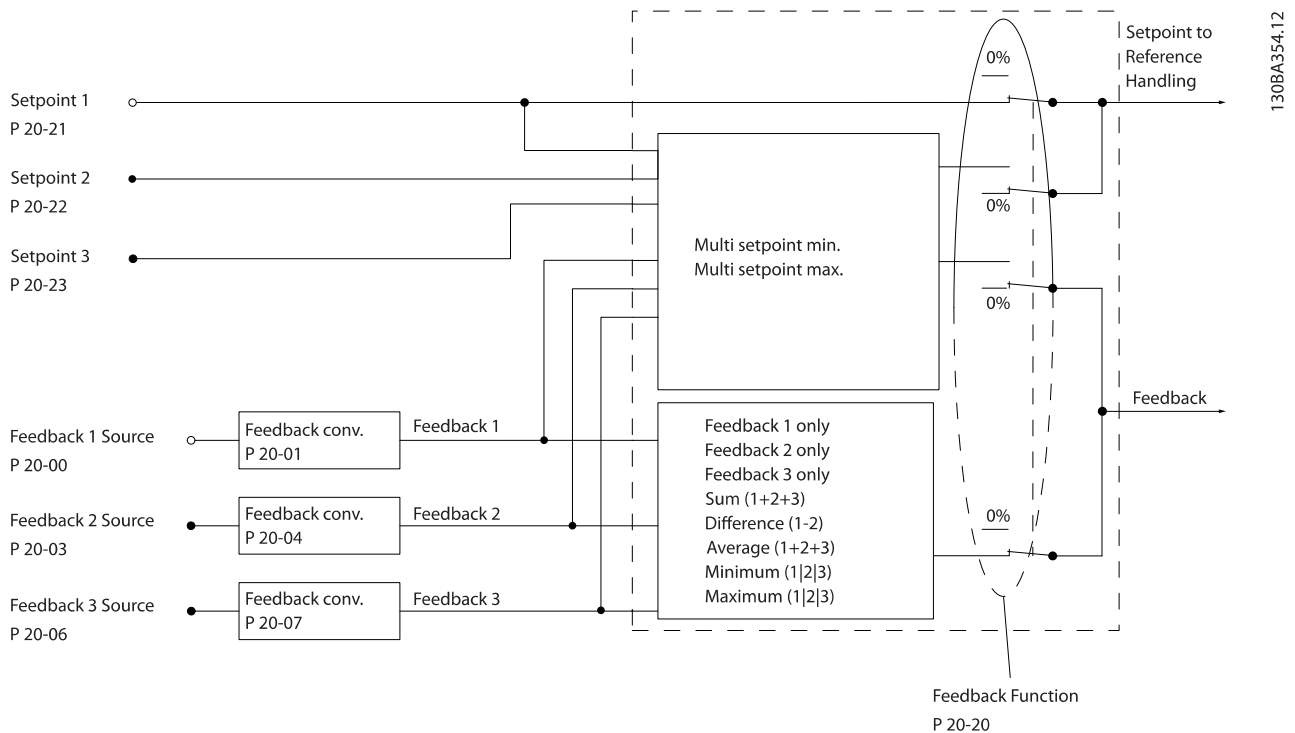 130BA354.12
Setpoint to
Reference
Handling
0%
Setpoint 1
P 20-21
Setpoint 2
P 20-22
0%
Setpoint 3
P 20-23
Multi setpoint min.
Multi setpoint max.
0%
Feedback
Feedback 1 Source
P 20-00
Feedback conv.
P 20-01
Feedback 1
Feedback 2 Source
P 20-03
Feedback conv.
P 20-04
Feedback 2
Feedback 3 Source
P 20-06
Feedback conv.
P 20-07
Feedback 3
Feedback 1 only
Feedback 2 only
Feedback 3 only
Sum (1+2+3)
Difference (1-2)
Average (1+2+3)
Minimum (1|2|3)
Maximum (1|2|3)
0%
Feedback Function
P 20-20